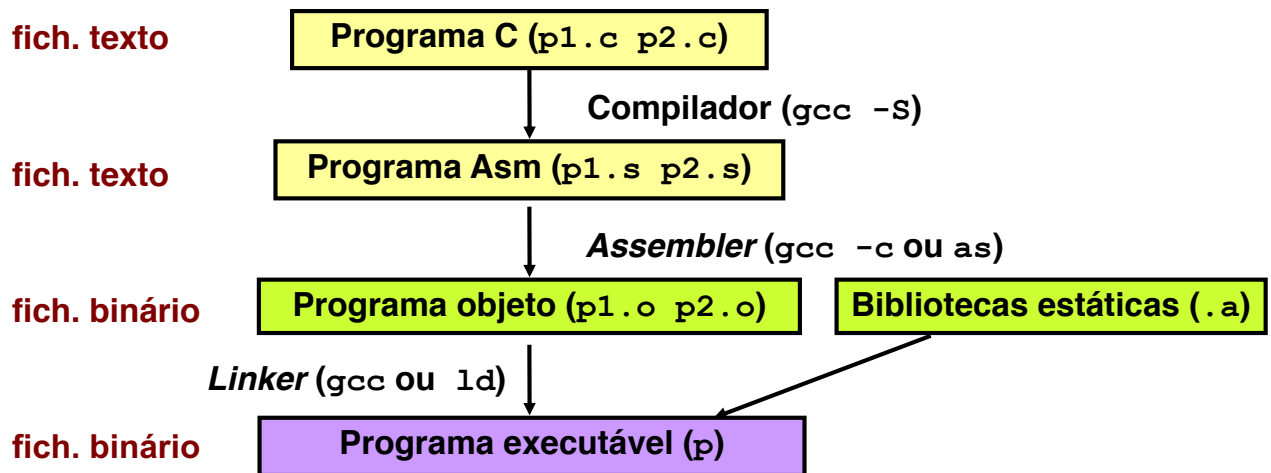 fich. texto Programa C (p1.c p2.c)
Compilador (gcc -S)
fich. texto Programa Asm (p1.s p2.s)
Assembler (gcc -c ou as)
fich. binário Programa objeto (p1.o p2.o) Bibliotecas estáticas (.a)
Linker (gcc ou ld)
fich. binário Programa executável (p)